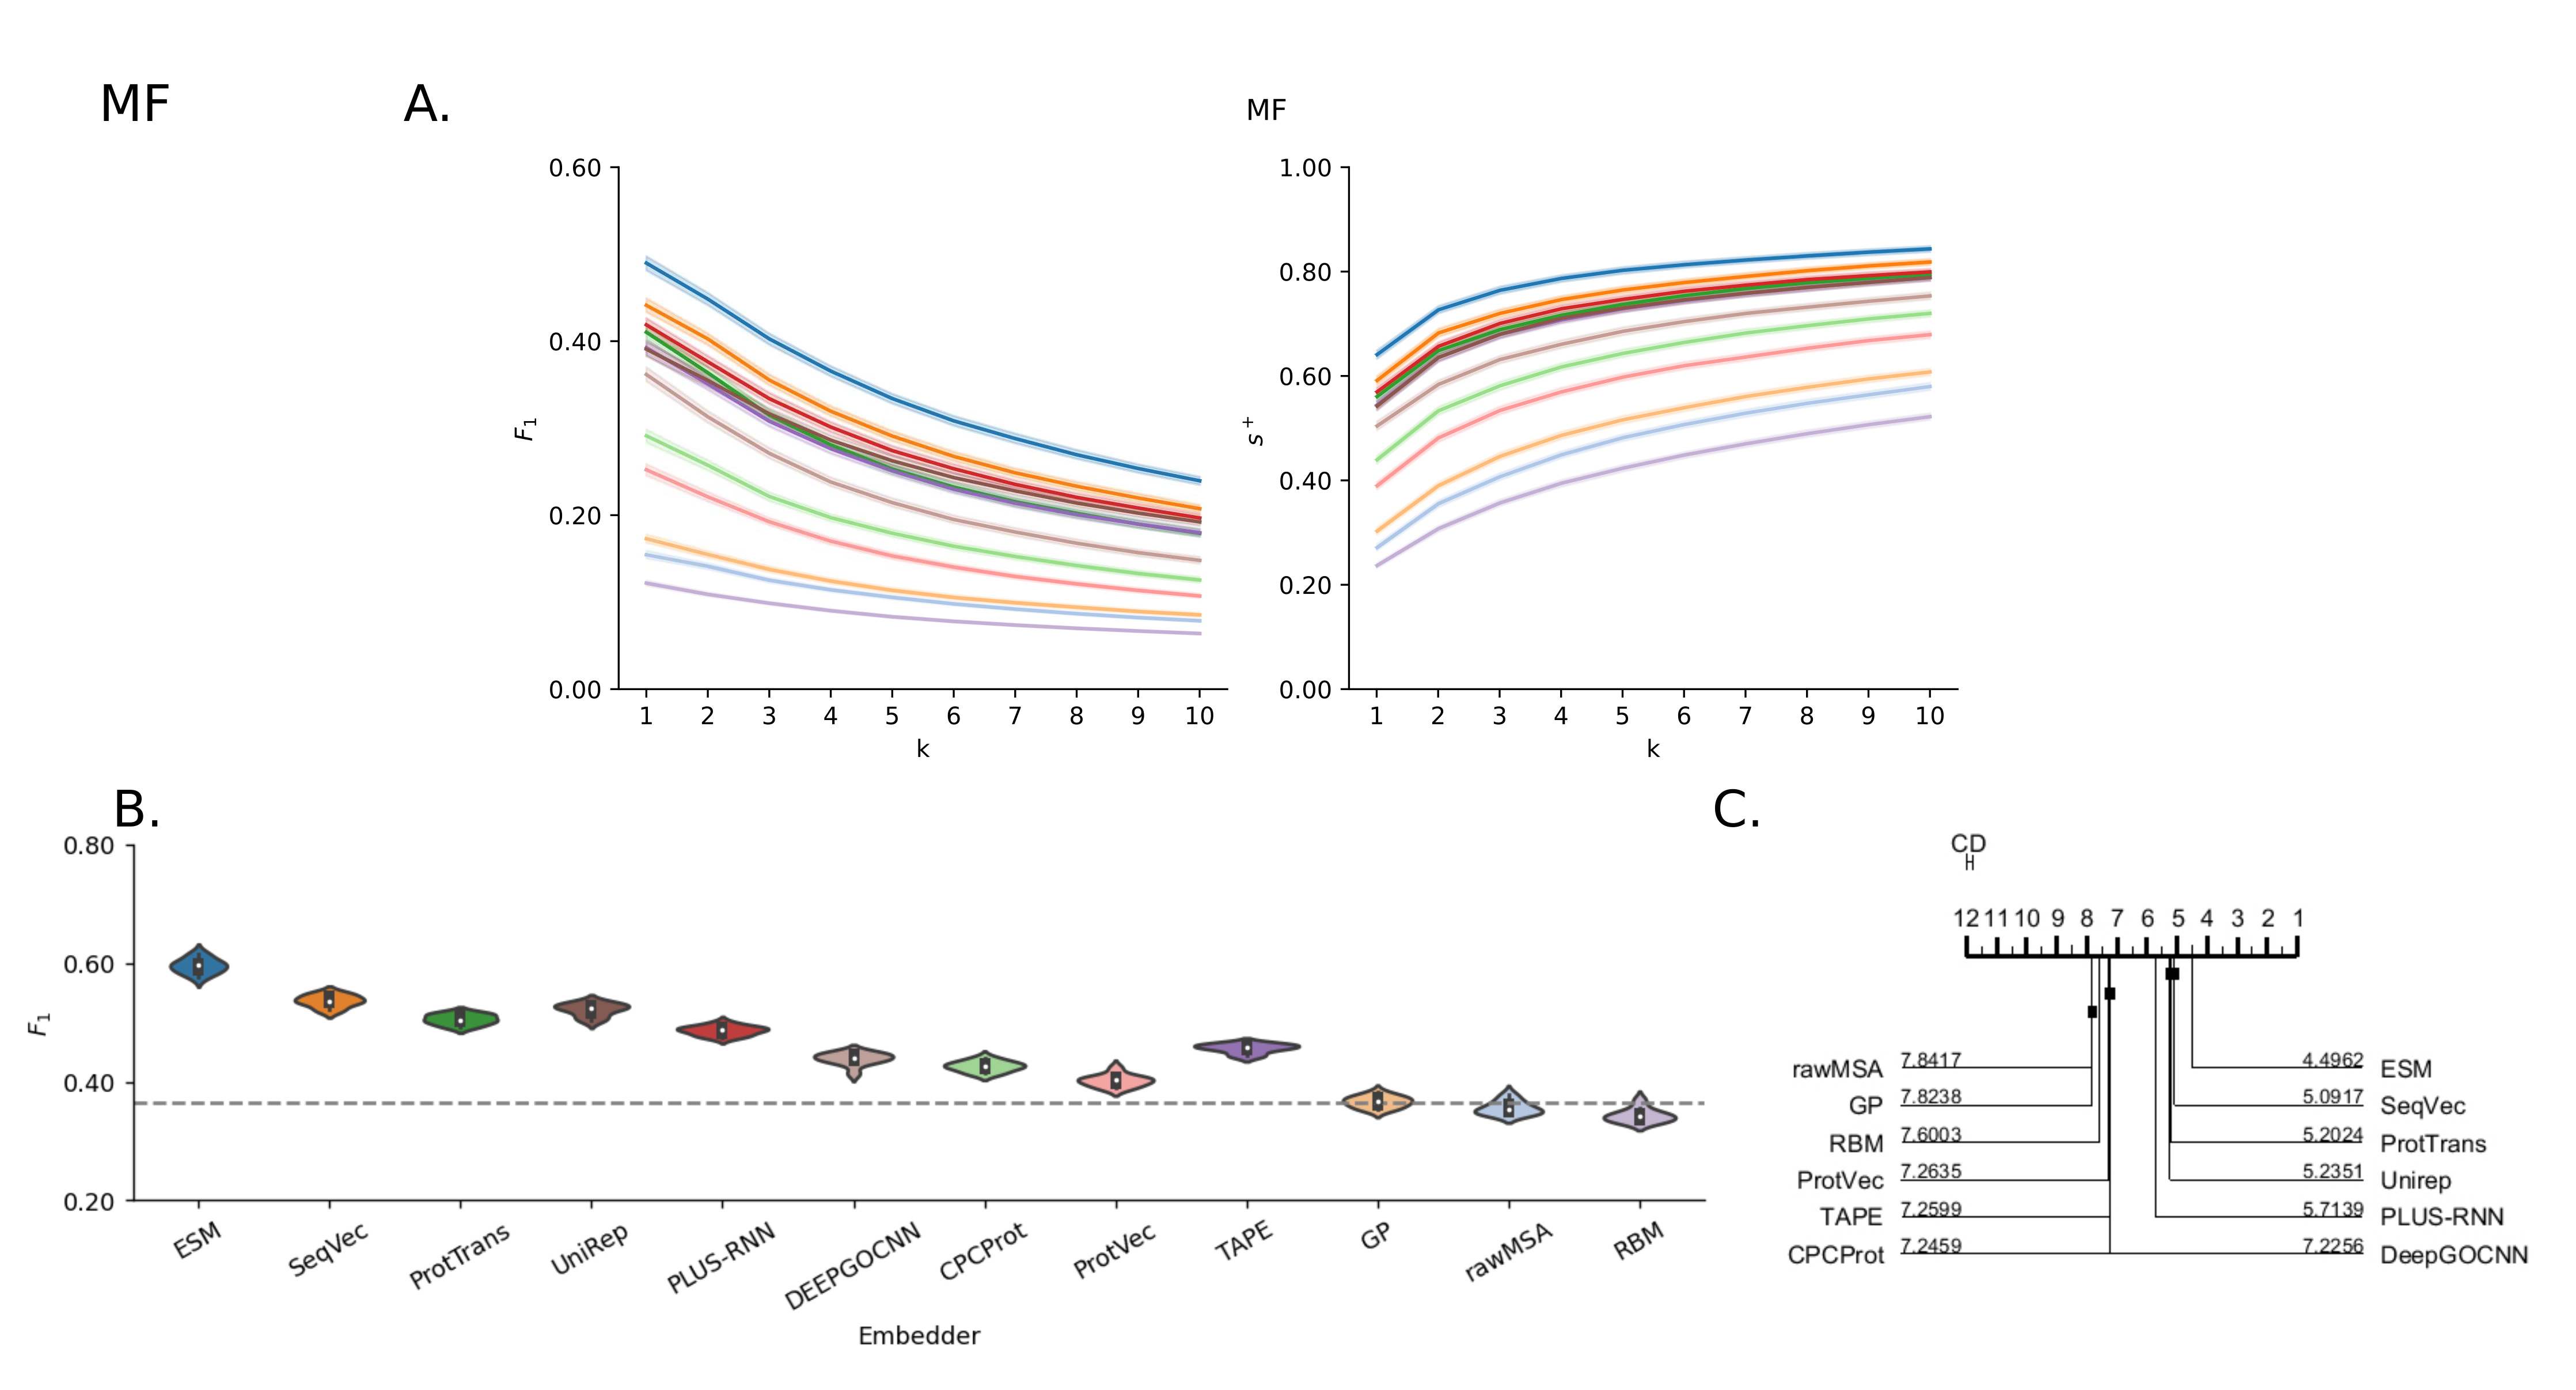 MF
A.
MF
0.60
0.40
0.20
0.00
F1
1 2 3 4 5 6 7 8 9 10
k
1.00
0.80
0.60
0.40
0.20
0.00
s+
1 2 3 4 5 6 7 8 9 10
k
B.
0.80
0.60
0.40
0.20
F1
ESM SeqVec ProtTrans UniRep PLUS-RNN DEEPGOCNN CPCProt ProtVec TAPE GP rawMSA RBM
Embedder
C.
CD
12 11 10 9 8 7 6 5 4 3 2 1
rawMSA 7.8417 4.4962 ESM
GP 7.8238 5.0917 SeqVec
RBM 7.6003 5.2024 ProtTrans
ProtVec 7.2635 5.2351 Unirep
TAPE 7.2599 5.7139 PLUS-RNN
CPCProt 7.2459 7.2256 DeepGOCNN